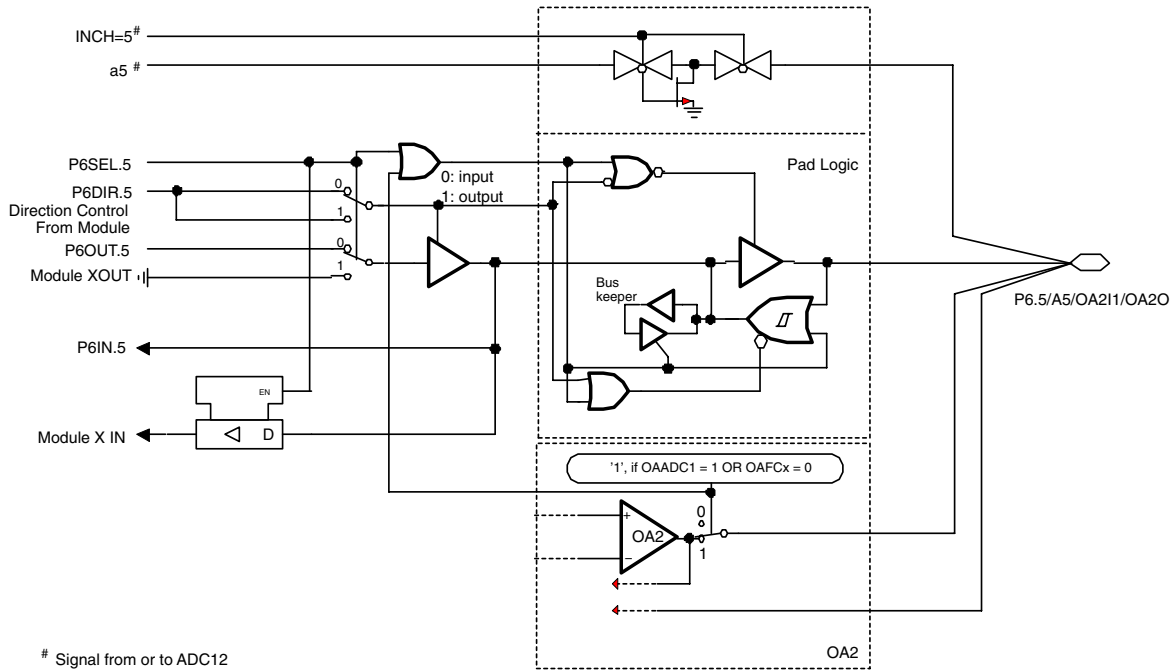 INCH=5#
a5 #
P6SEL.5
P6DIR.5
Direction Control
From Module
P6OUT.5
Module XOUT
P6IN.5
Module X IN
EN
D
0
1
0
1
0: input
1: output
Pad Logic
Bus
keeper
P6.5/A5/OA2I1/OA2O
'1', if OAADC1 = 1 OR OAFCx = 0
+
OA2
−
0
1
OA2
# Signal from or to ADC12